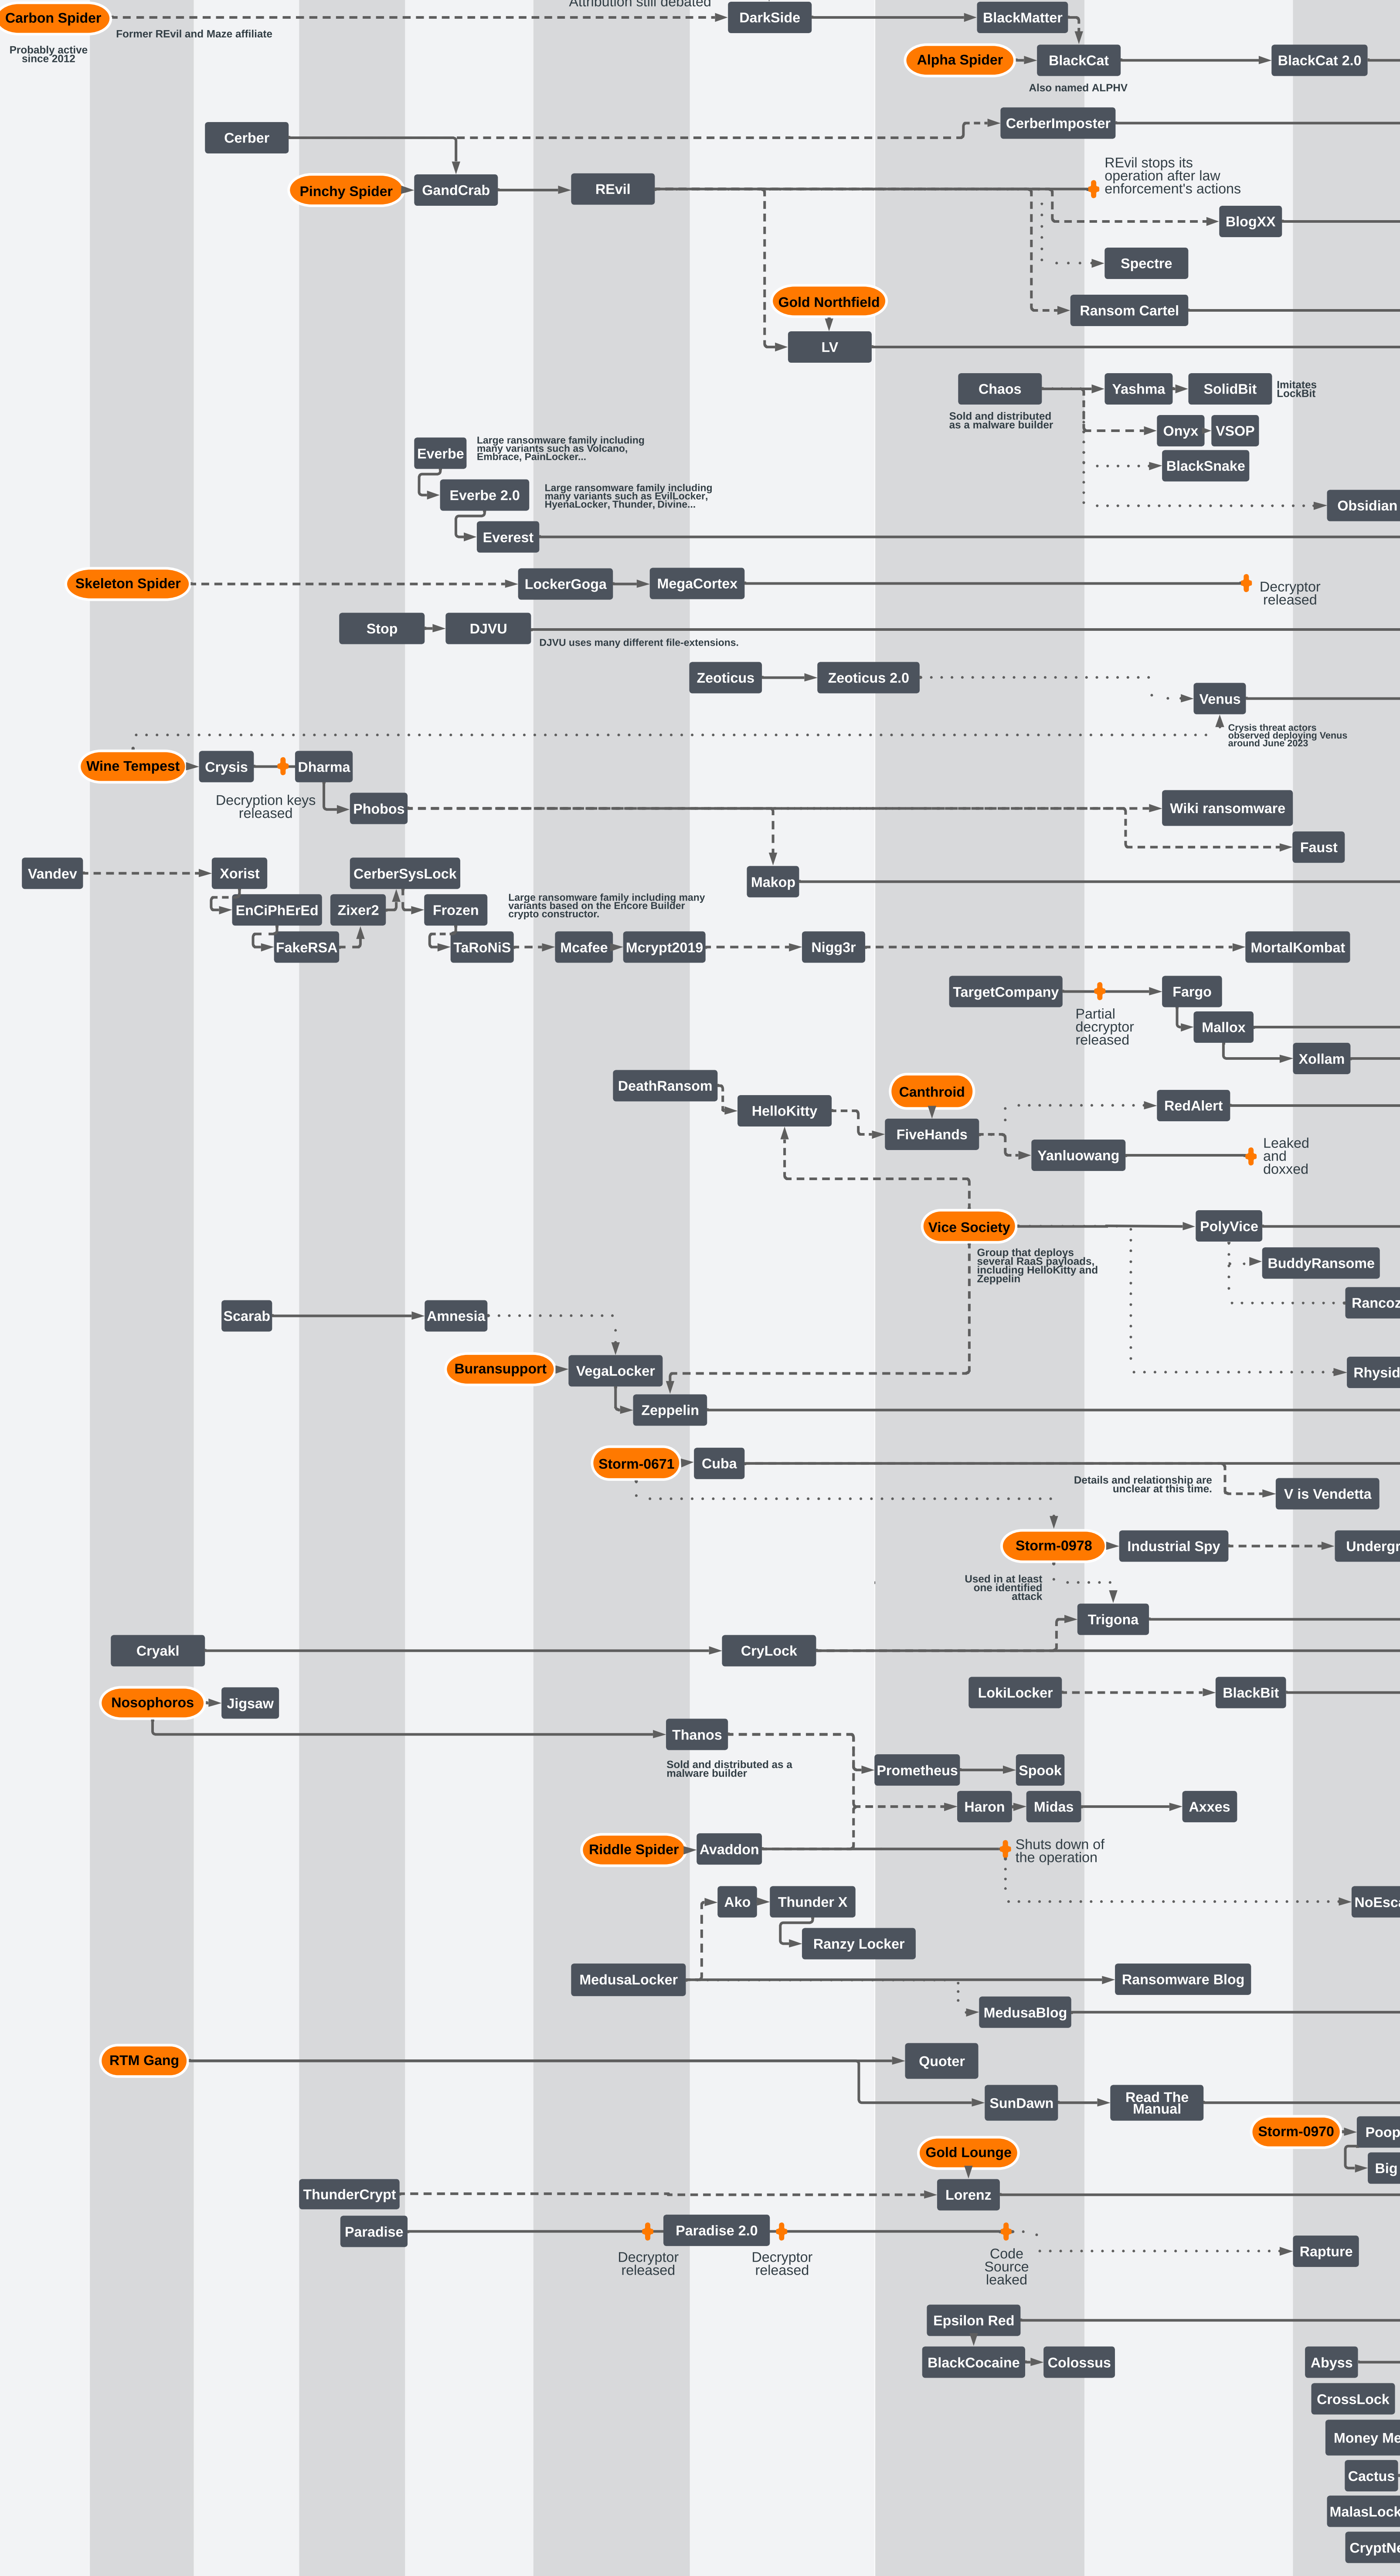 Attribution still debated
Carbon Spider
DarkSide
BlackMatter
Former REvil and Maze affiliate
Probably active
since 2012
Alpha Spider
BlackCat
BlackCat 2.0
Also named ALPHV
Cerber
CerberImposter
REvil stops its
operation after law
enforcement's actions
Pinchy Spider
GandCrab
REvil
BlogXX
Spectre
Gold Northfield
Ransom Cartel
LV
Chaos
Yashma
SolidBit
Imitates
LockBit
Sold and distributed
as a malware builder
Onyx
VSOP
Everbe
Large ransomware family including
many variants such as Volcano,
Embrace, PainLocker...
BlackSnake
Everbe 2.0
Large ransomware family including
many variants such as EvilLocker,
HyenaLocker, Thunder, Divine...
Obsidian
Everest
Skeleton Spider
LockerGoga
MegaCortex
Decryptor
released
Stop
DJVU
DJVU uses many different file-extensions.
Zeoticus
Zeoticus 2.0
Venus
Crysis threat actors
observed deploying Venus
around June 2023
Wine Tempest
Crysis
Dharma
Decryption keys
released
Phobos
Wiki ransomware
Faust
Vandev
Xorist
CerberSysLock
Makop
EnCiPhErEd
Zixer2
Frozen
Large ransomware family including many
variants based on the Encore Builder
crypto constructor.
FakeRSA
TaRoNiS
Mcafee
Mcrypt2019
Nigg3r
MortalKombat
TargetCompany
Fargo
Partial
decryptor
released
Mallox
Xollam
DeathRansom
Canthroid
HelloKitty
RedAlert
FiveHands
Yanluowang
Leaked
and
doxxed
Vice Society
PolyVice
Group that deploys
several RaaS payloads,
including HelloKitty and
Zeppelin
BuddyRansome
Rancoz
Scarab
Amnesia
Buransupport
VegaLocker
Rhysid
Zeppelin
Storm-0671
Cuba
Details and relationship are
unclear at this time.
V is Vendetta
Storm-0978
Industrial Spy
Undergr
Used in at least
one identified
attack
Trigona
Cryakl
CryLock
LokiLocker
BlackBit
Nosophoros
Jigsaw
Thanos
Sold and distributed as a
malware builder
Prometheus
Spook
Haron
Midas
Axxes
Riddle Spider
Avaddon
Shuts down of
the operation
Ako
Thunder X
NoEsca
Ranzy Locker
MedusaLocker
Ransomware Blog
MedusaBlog
RTM Gang
Quoter
SunDawn
Read The
Manual
Storm-0970
Poop
Gold Lounge
Big
ThunderCrypt
Lorenz
Paradise
Paradise 2.0
Decryptor
released
Decryptor
released
Code
Source
leaked
Rapture
Epsilon Red
BlackCocaine
Colossus
Abyss
CrossLock
Money Me
Cactus
MalasLock
CryptNe